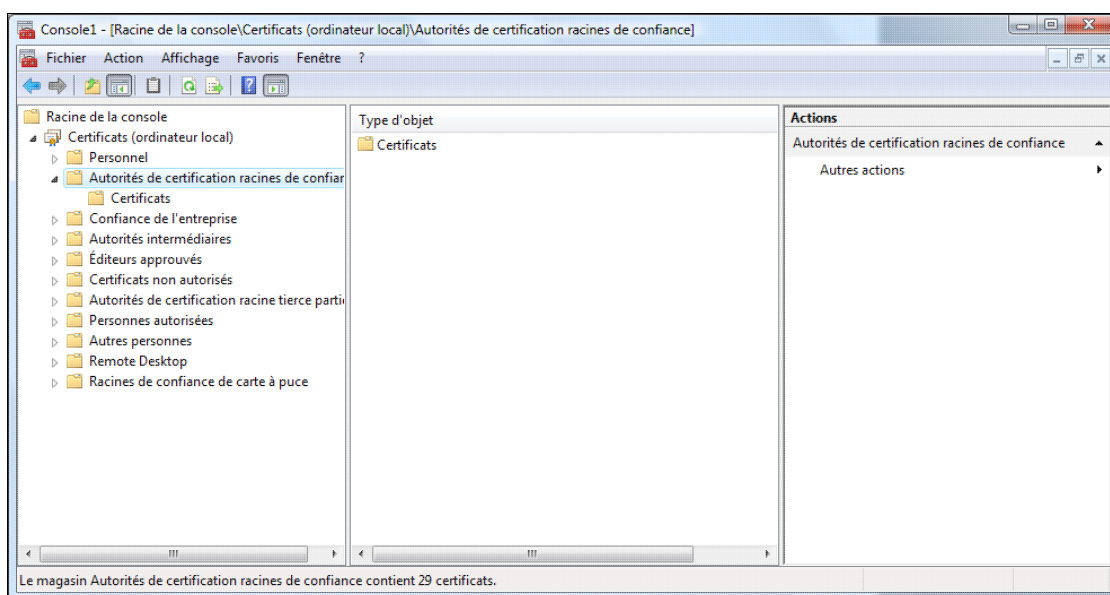 Console1 - [Racine de la console\Certificats (ordinateur local)\Autorités de certification racines de confiance]
Fichier Action Affichage Favoris Fenêtre ?
Racine de la console
Certificats (ordinateur local)
Personnel
Autorités de certification racines de confian
Certificats
Confiance de l'entreprise
Autorités intermédiaires
Éditeurs approuvés
Certificats non autorisés
Autorités de certification racine tierce partie
Personnes autorisées
Autres personnes
Remote Desktop
Racines de confiance de carte à puce
Type d'objet
Certificats
Actions
Autorités de certification racines de confiance
Autres actions
Le magasin Autorités de certification racines de confiance contient 29 certificats.